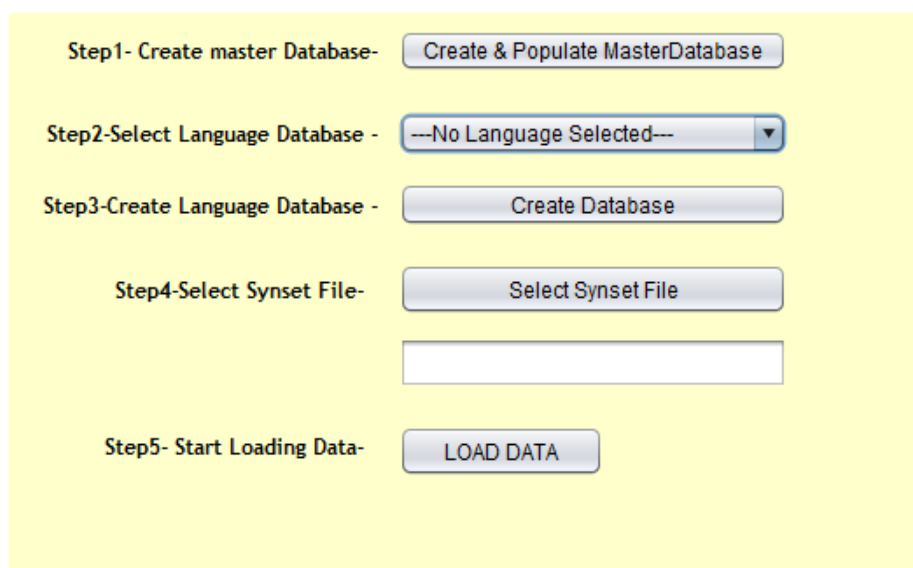 Step1- Create master Database- Create & Populate MasterDatabase
Step2-Select Language Database - ---No Language Selected---
Step3-Create Language Database - Create Database
Step4-Select Synset File- Select Synset File
Step5- Start Loading Data- LOAD DATA